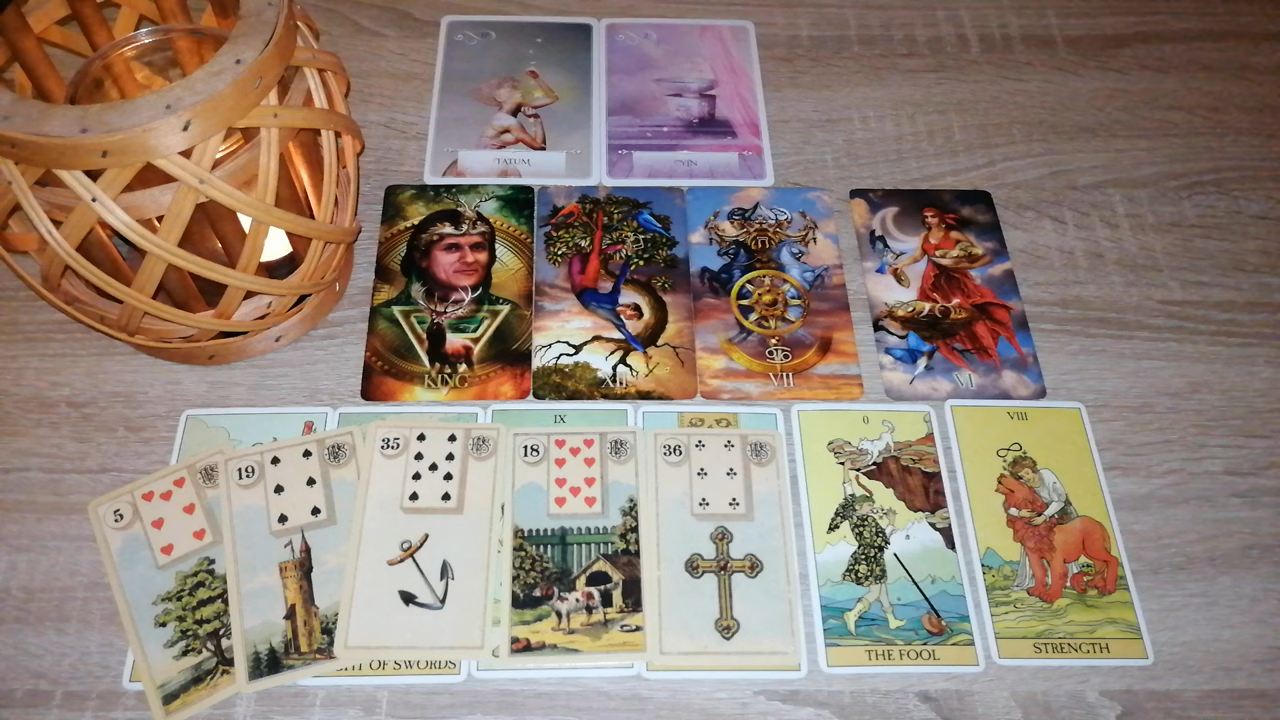 TATUM
YIN
KING
XII
VII
VI
IX
0
VIII
5
19
35
18
36
THE FOOL
STRENGTH
HT OF SWORDS